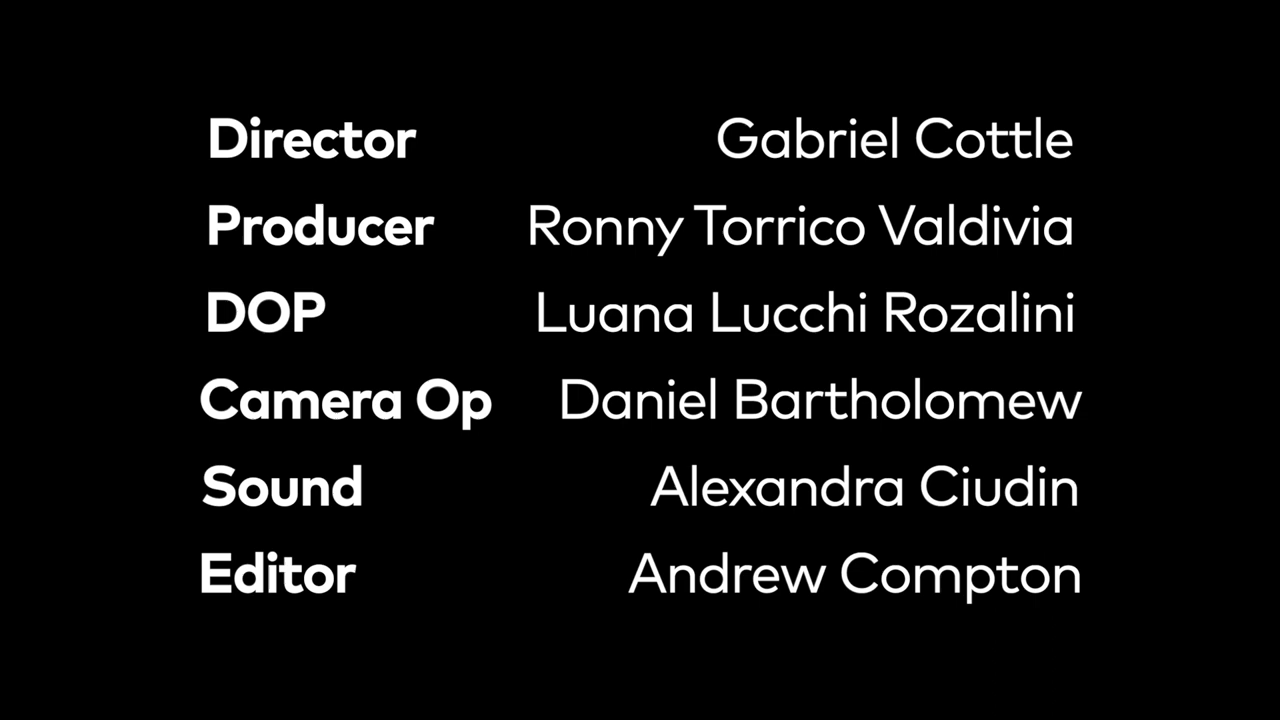 Director Gabriel Cottle
Producer Ronny Torrico Valdivia
DOP Luana Lucchi Rozalini
Camera Op Daniel Bartholomew
Sound Alexandra Ciudin
Editor Andrew Compton